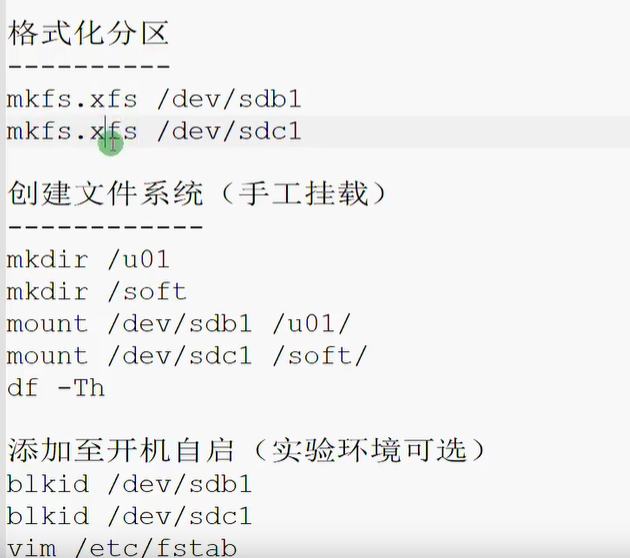 格式化分区
----------
mkfs.xfs /dev/sdb1
mkfs.xfs /dev/sdc1
创建文件系统（手工挂载）
------------
mkdir /u01
mkdir /soft
mount /dev/sdb1 /u01/
mount /dev/sdc1 /soft/
df -Th
添加至开机自启（实验环境可选）
blkid /dev/sdb1
blkid /dev/sdc1
vim /etc/fstab